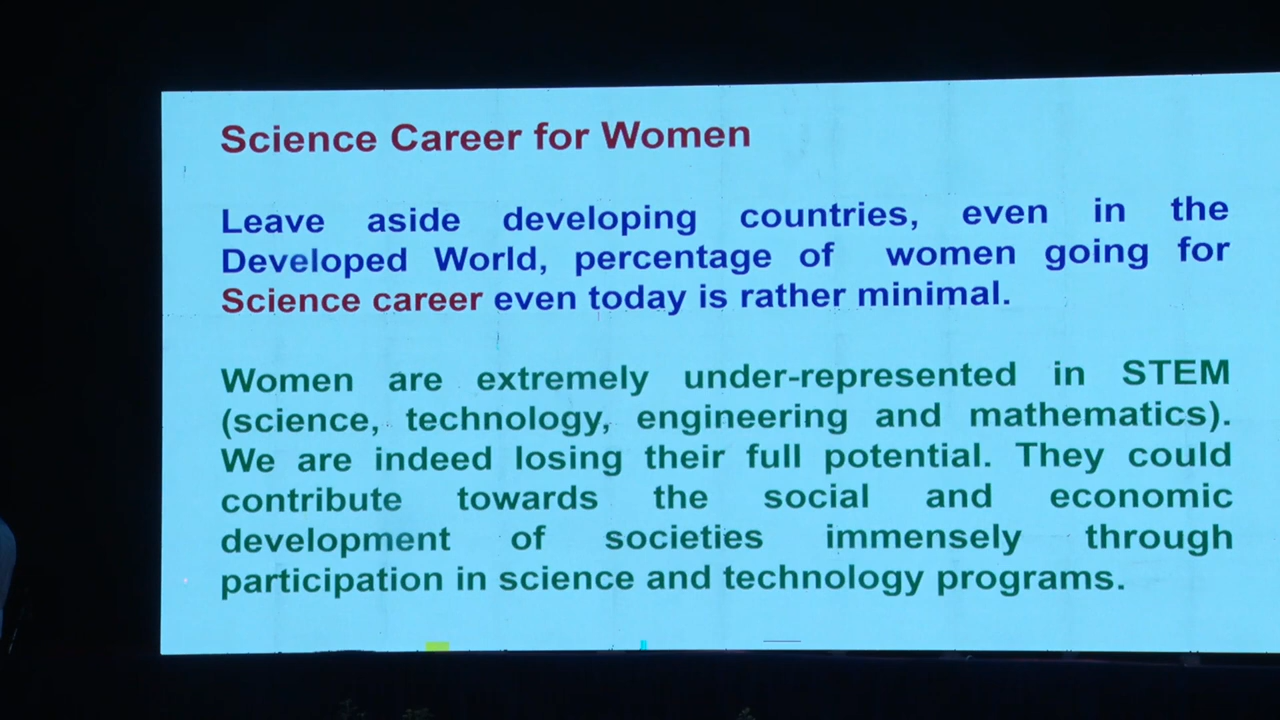 Science Career for Women
Leave aside developing countries, even in the
Developed World, percentage of women going for
Science career even today is rather minimal.
Women are extremely under-represented in STEM
(science, technology, engineering and mathematics).
We are indeed losing their full potential. They could
contribute towards the social and economic
development of societies immensely through
participation in science and technology programs.